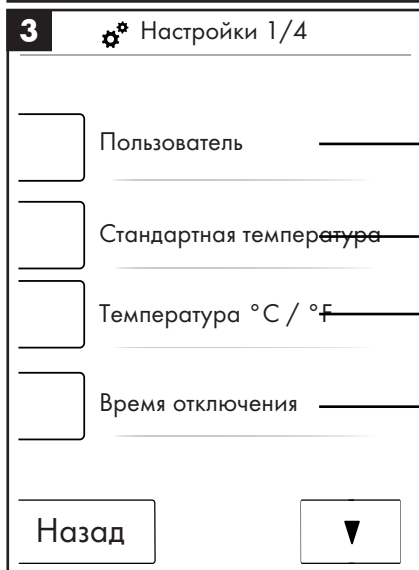 3
Настройки 1/4
Пользователь
Стандартная температура
Температура °C / °F
Время отключения
Назад